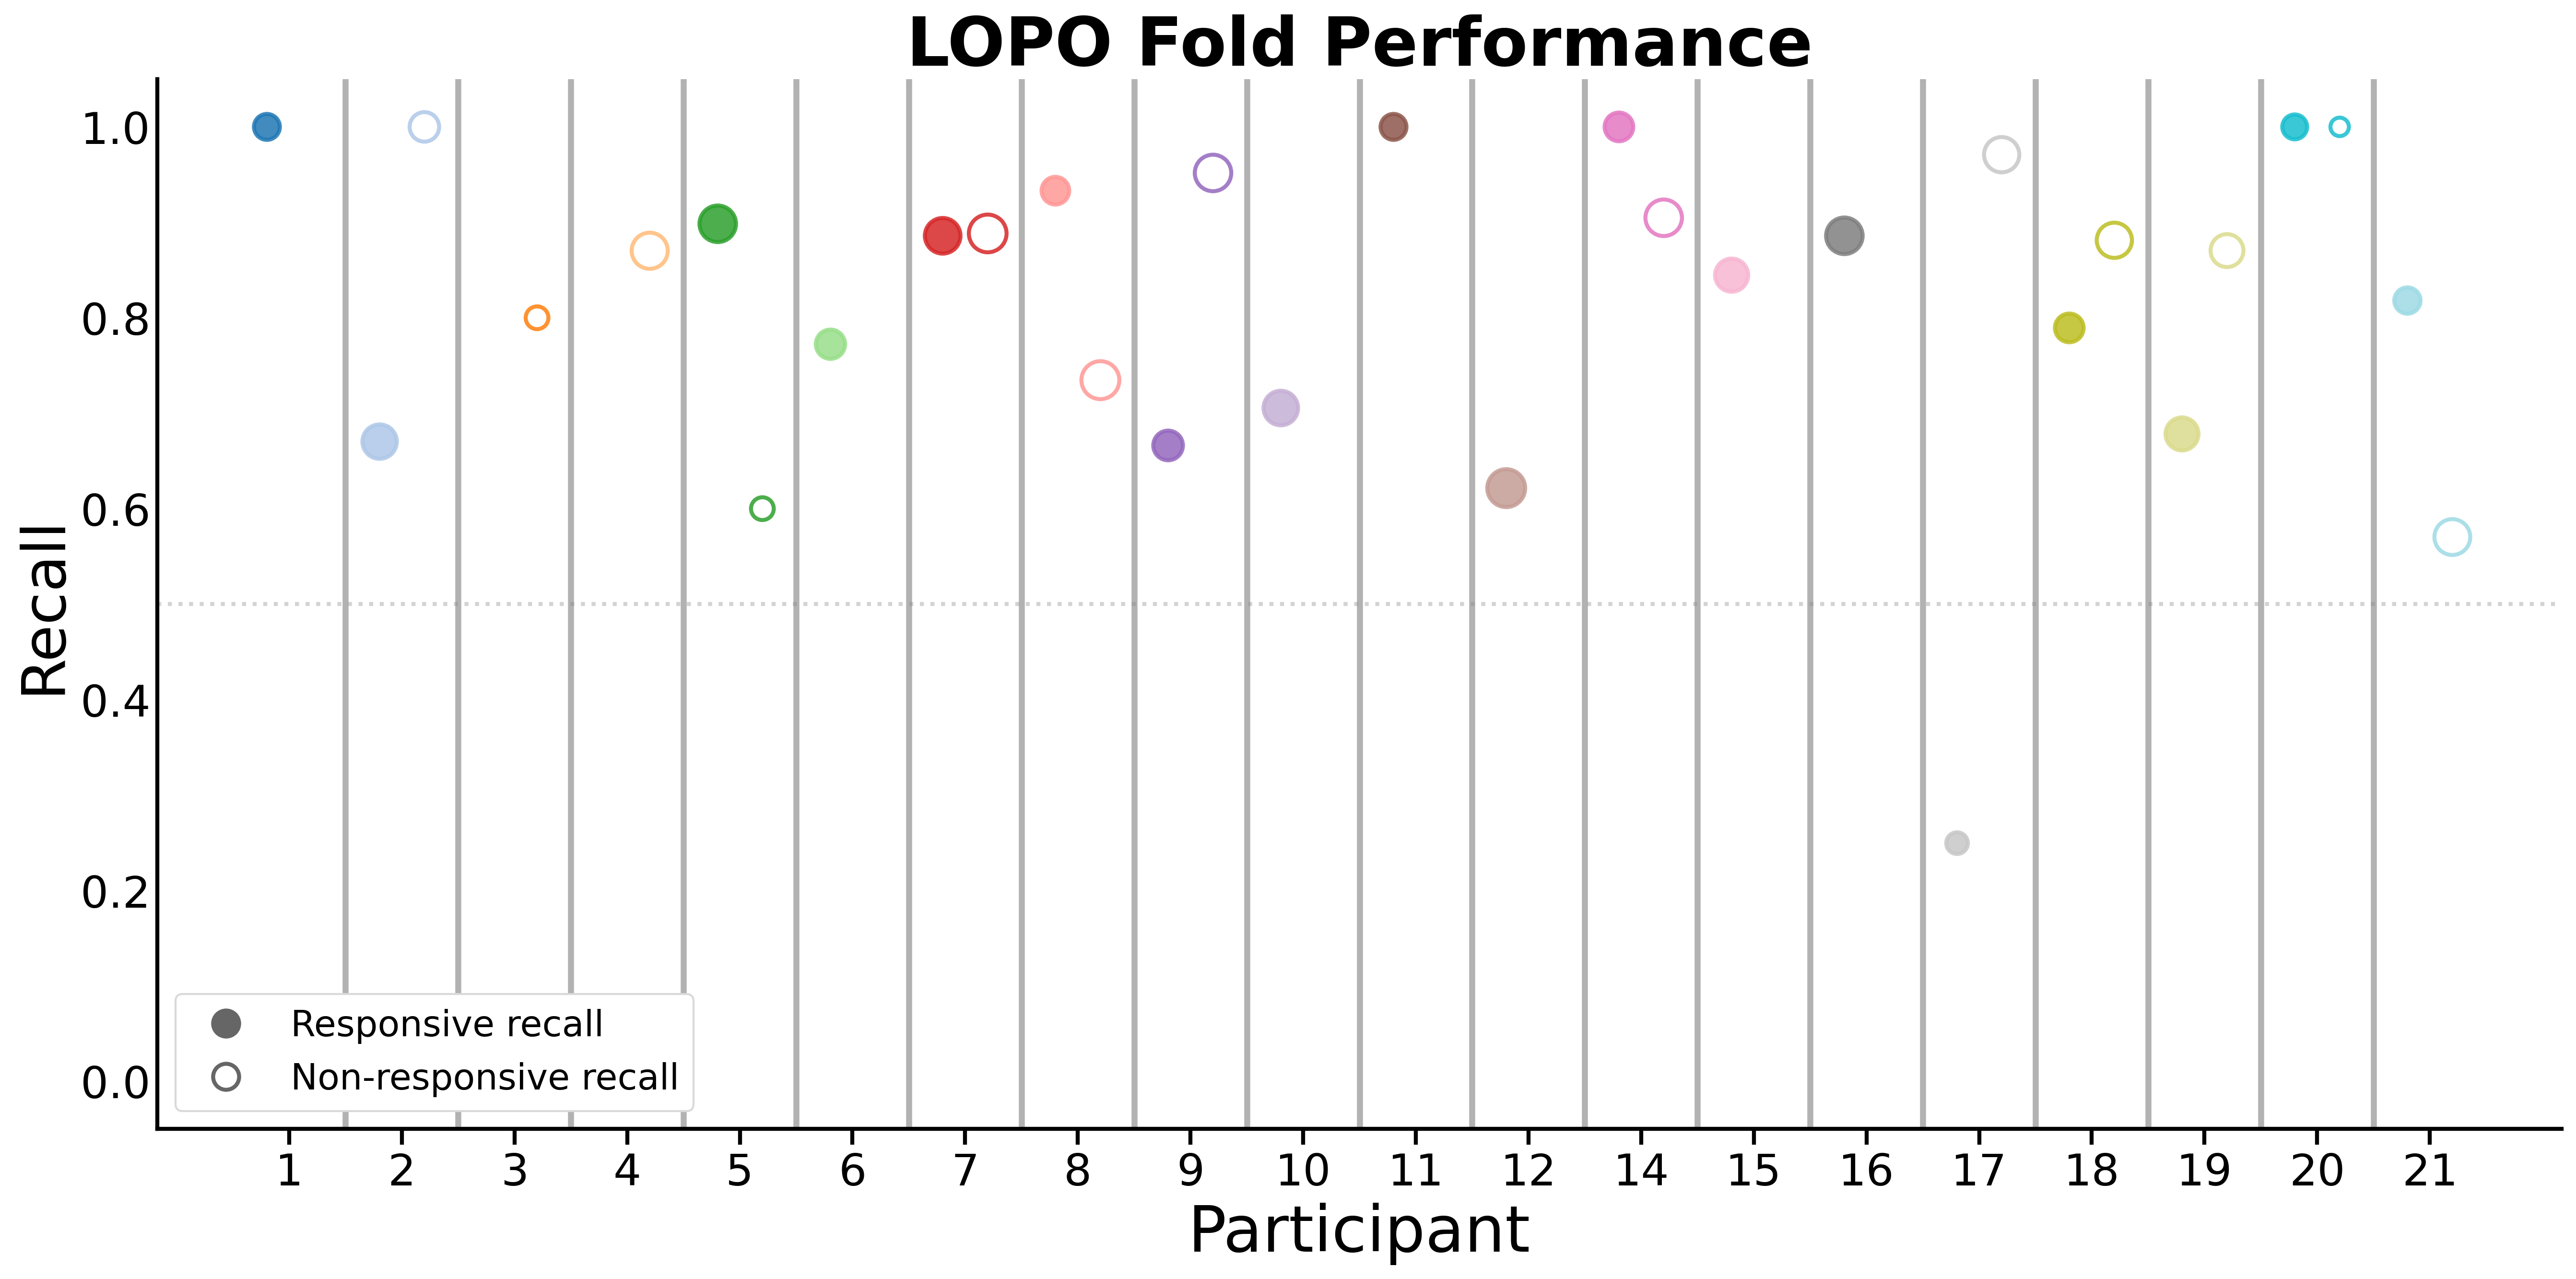 LOPO Fold Performance
1.0
0.8
0.6
0.4
0.2
0.0
Recall
Responsive recall
Non-responsive recall
1 2 3 4 5 6 7 8 9 10 11 12 14 15 16 17 18 19 20 21
Participant